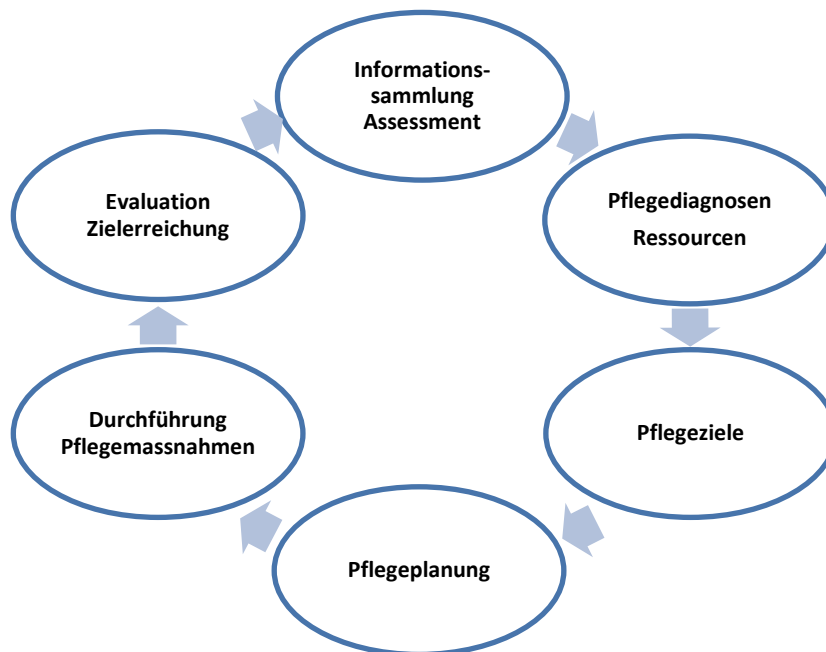 Informations-
sammlung
Assessment
Pflegediagnosen
Ressourcen
Pflegeziele
Pflegeplanung
Durchführung
Pflegemassnahmen
Evaluation
Zielerreichung